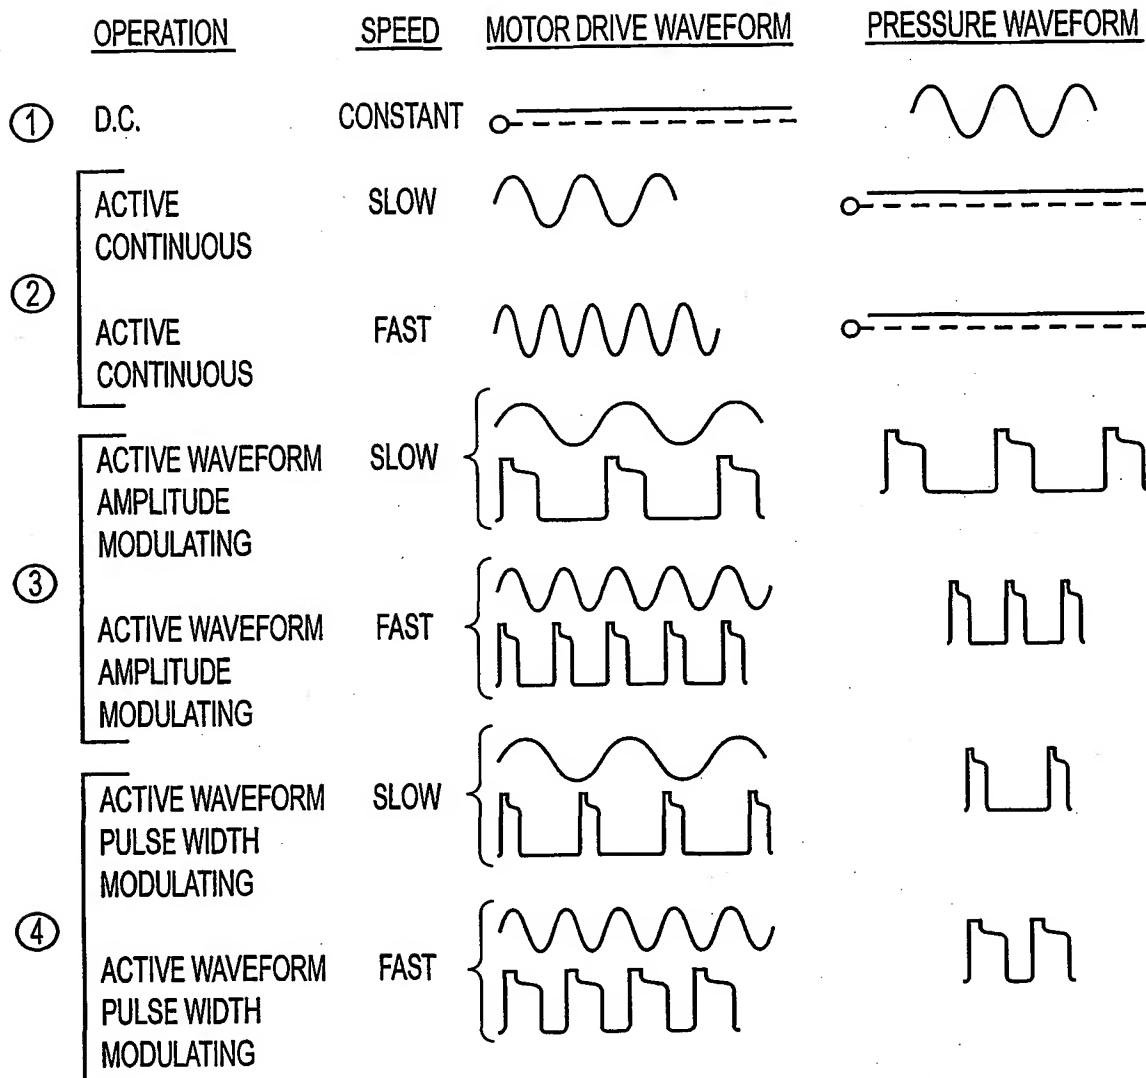 OPERATION SPEED MOTOR DRIVE WAVEFORM PRESSURE WAVEFORM
1 D.C. CONSTANT
2
ACTIVE SLOW
CONTINUOUS
ACTIVE FAST
CONTINUOUS
3
ACTIVE WAVEFORM SLOW
AMPLITUDE
MODULATING
ACTIVE WAVEFORM FAST
AMPLITUDE
MODULATING
4
ACTIVE WAVEFORM SLOW
PULSE WIDTH
MODULATING
ACTIVE WAVEFORM FAST
PULSE WIDTH
MODULATING